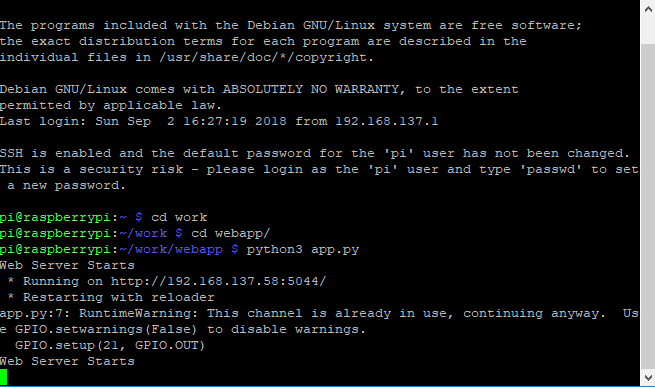 The programs included with the Debian GNU/Linux system are free software;
the exact distribution terms for each program are described in the
individual files in /usr/share/doc/*/copyright.
Debian GNU/Linux comes with ABSOLUTELY NO WARRANTY, to the extent
permitted by applicable law.
Last login: Sun Sep  2 16:27:19 2018 from 192.168.137.1
SSH is enabled and the default password for the 'pi' user has not been changed.
This is a security risk - please login as the 'pi' user and type 'passwd' to set
 a new password.
pi@raspberrypi:~ $ cd work
pi@raspberrypi:~/work $ cd webapp/
pi@raspberrypi:~/work/webapp $ python3 app.py
Web Server Starts
 * Running on http://192.168.137.58:5044/
 * Restarting with reloader
app.py:7: RuntimeWarning: This channel is already in use, continuing anyway.  Us
e GPIO.setwarnings(False) to disable warnings.
  GPIO.setup(21, GPIO.OUT)
Web Server Starts